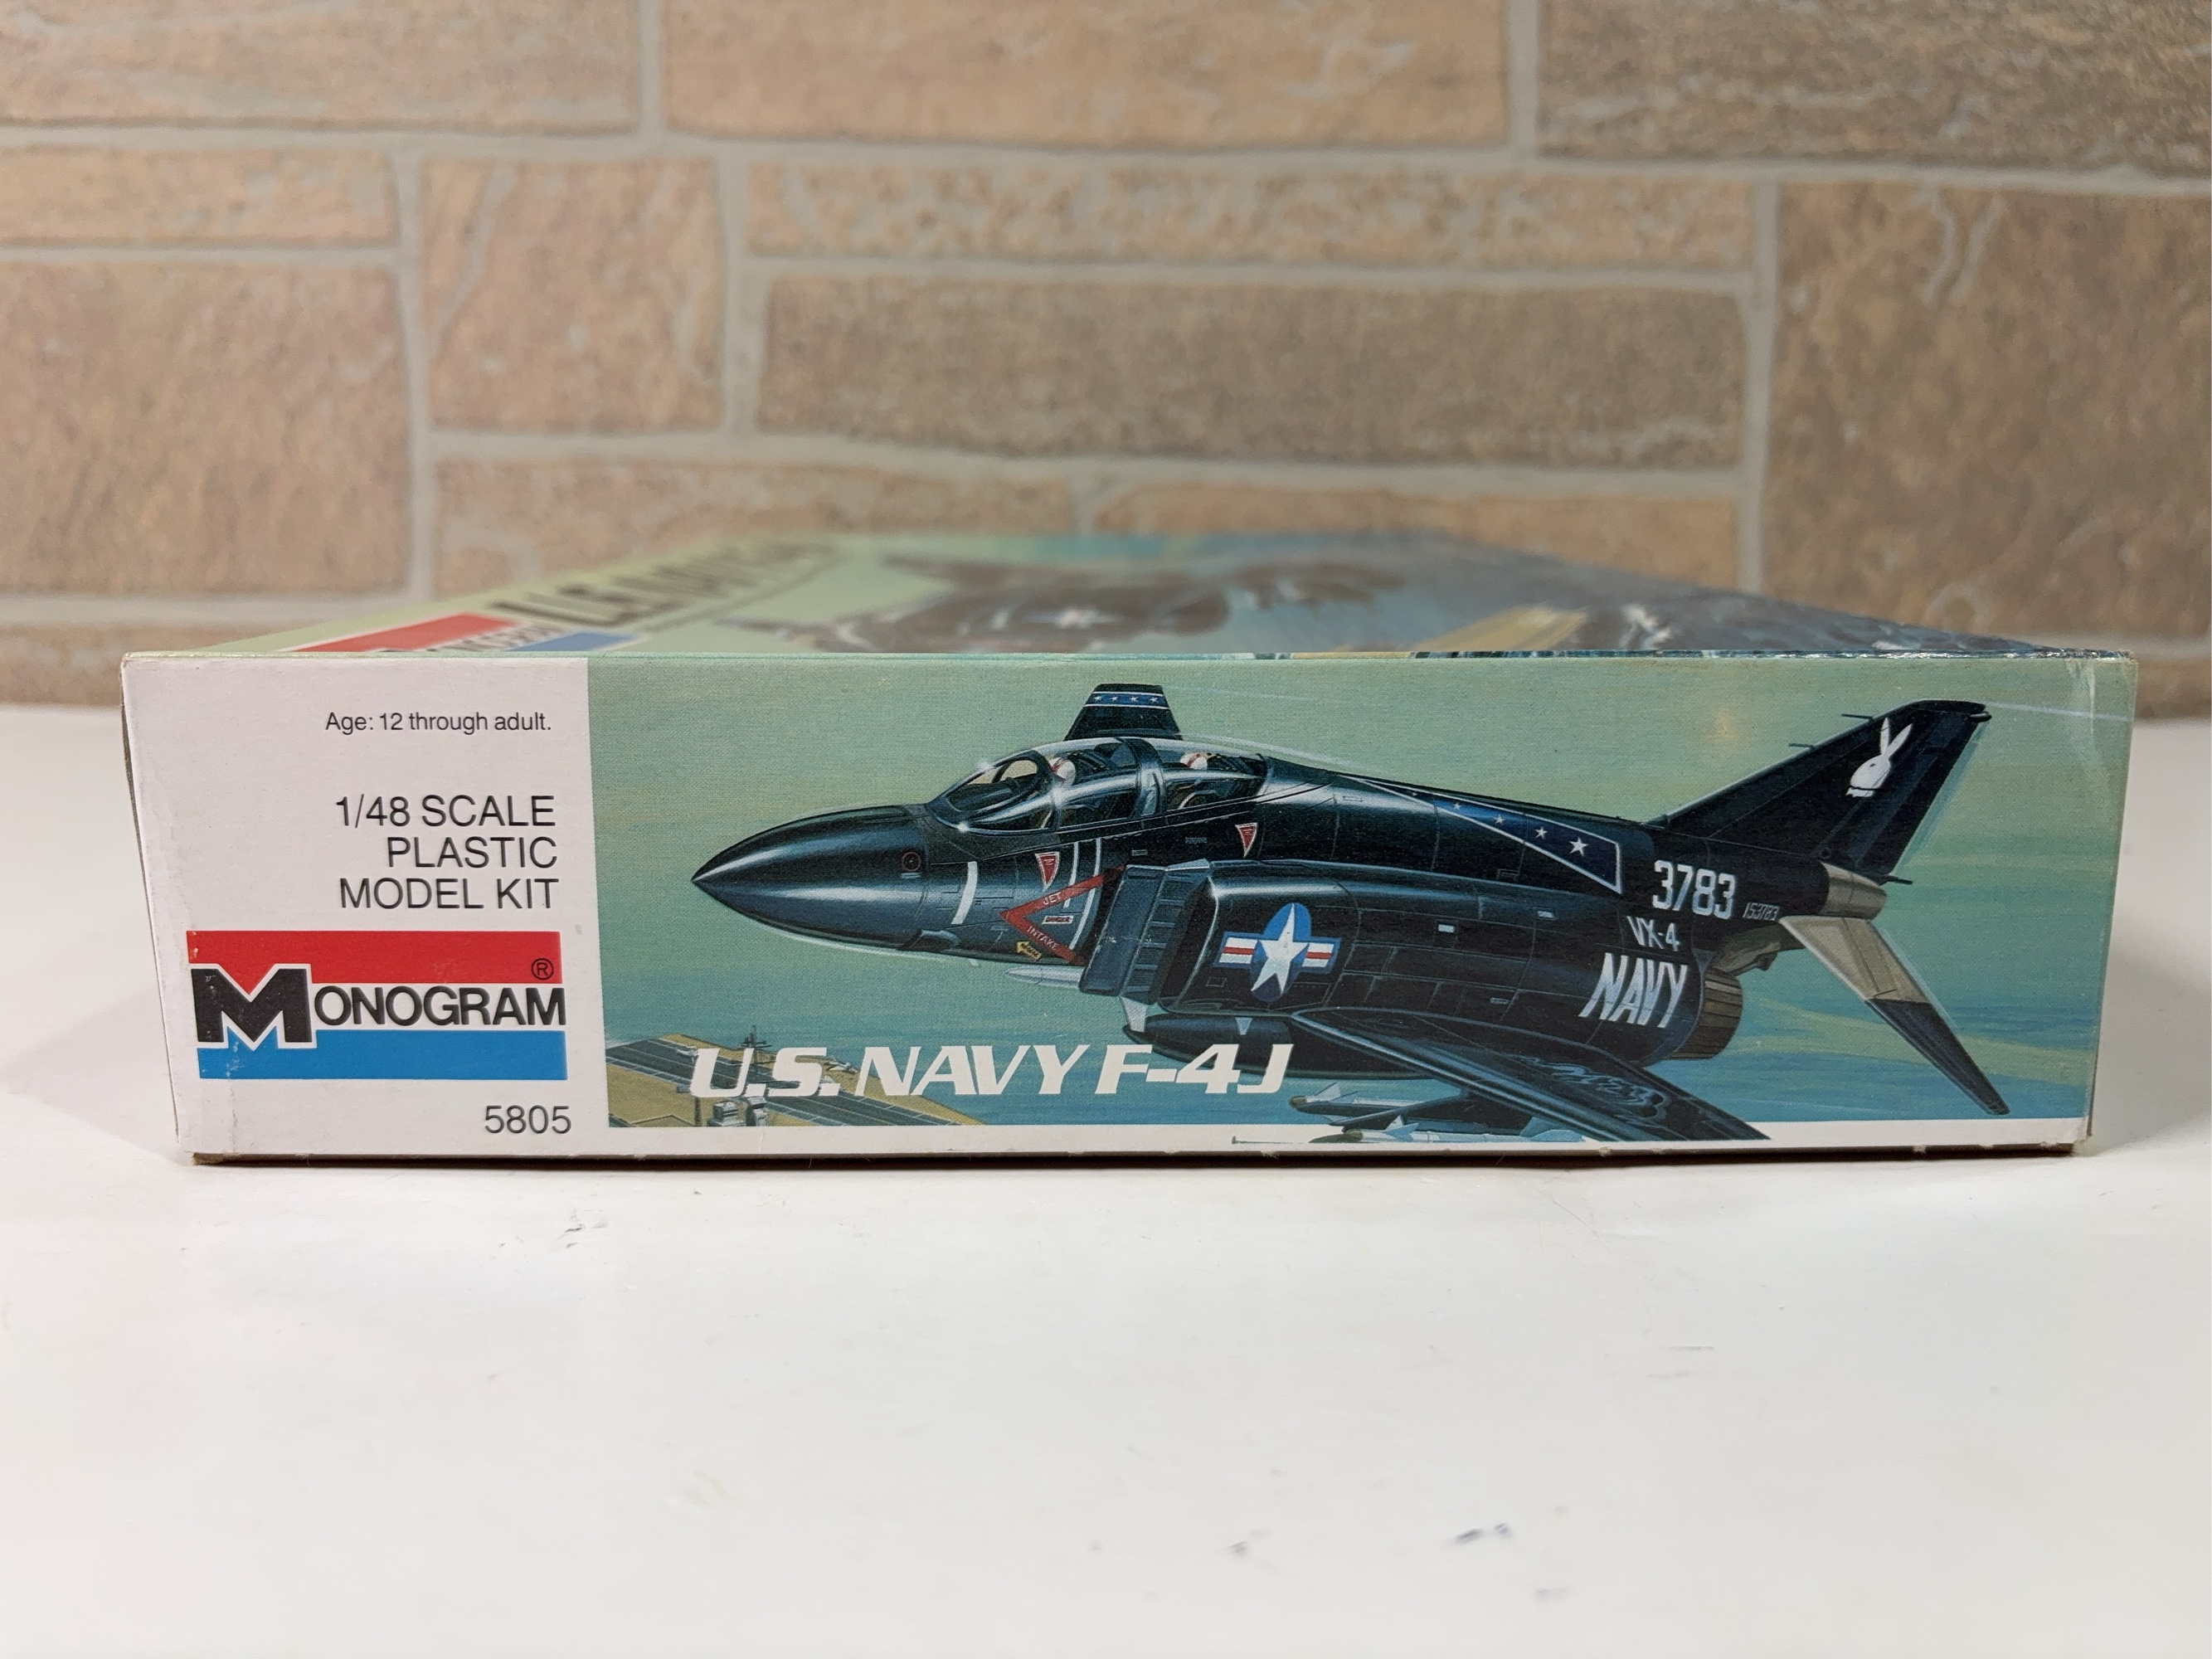 Age: 12 through adult.
1/48 SCALE
PLASTIC
MODEL KIT
MONOGRAM®
5805
U.S. NAVY F-4J
JET
INTAKE
3783
153783
VX-4
NAVY